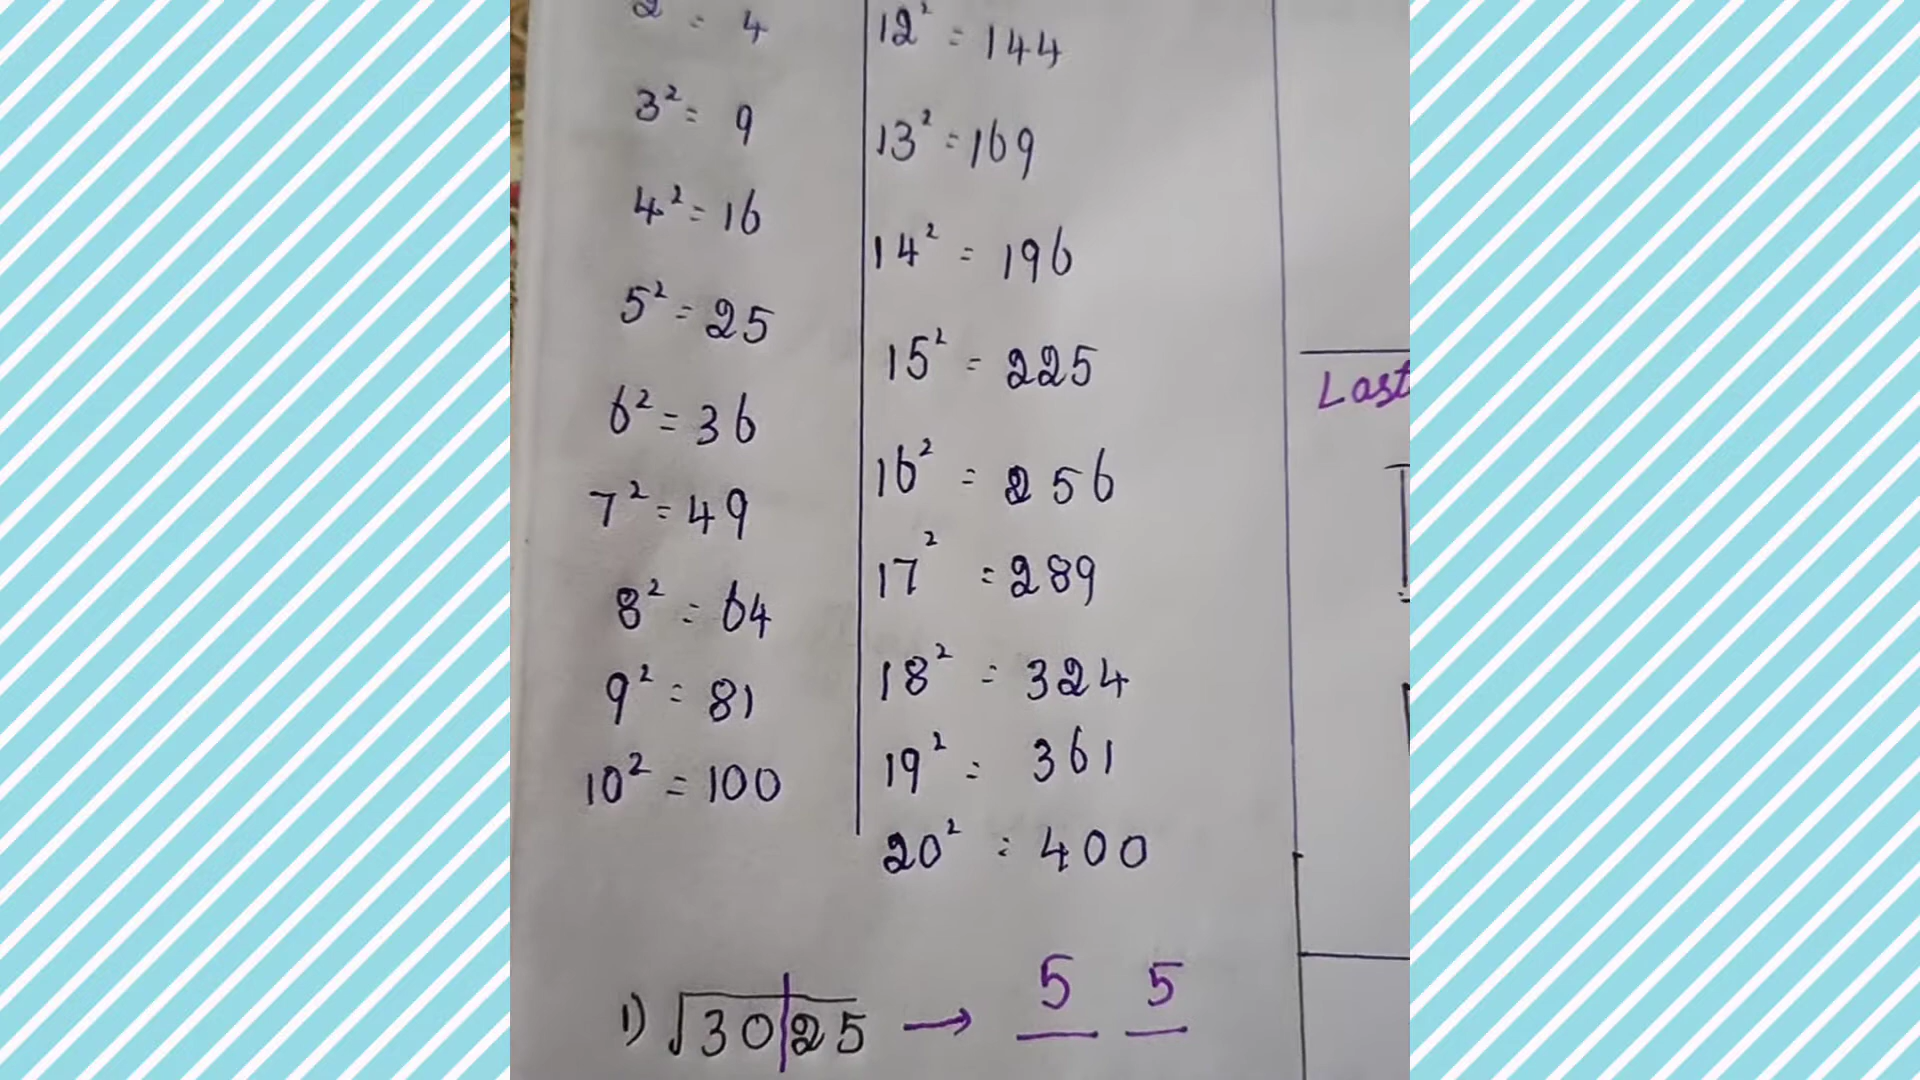 2 = 4
3² = 9
4² = 16
5² = 25
6² = 36
7² = 49
8² = 64
9² = 81
10² = 100
12² = 144
13² = 169
14² = 196
15² = 225
16² = 256
17² = 289
18² = 324
19² = 361
20² = 400
1) √30|25 → 5 5
Last